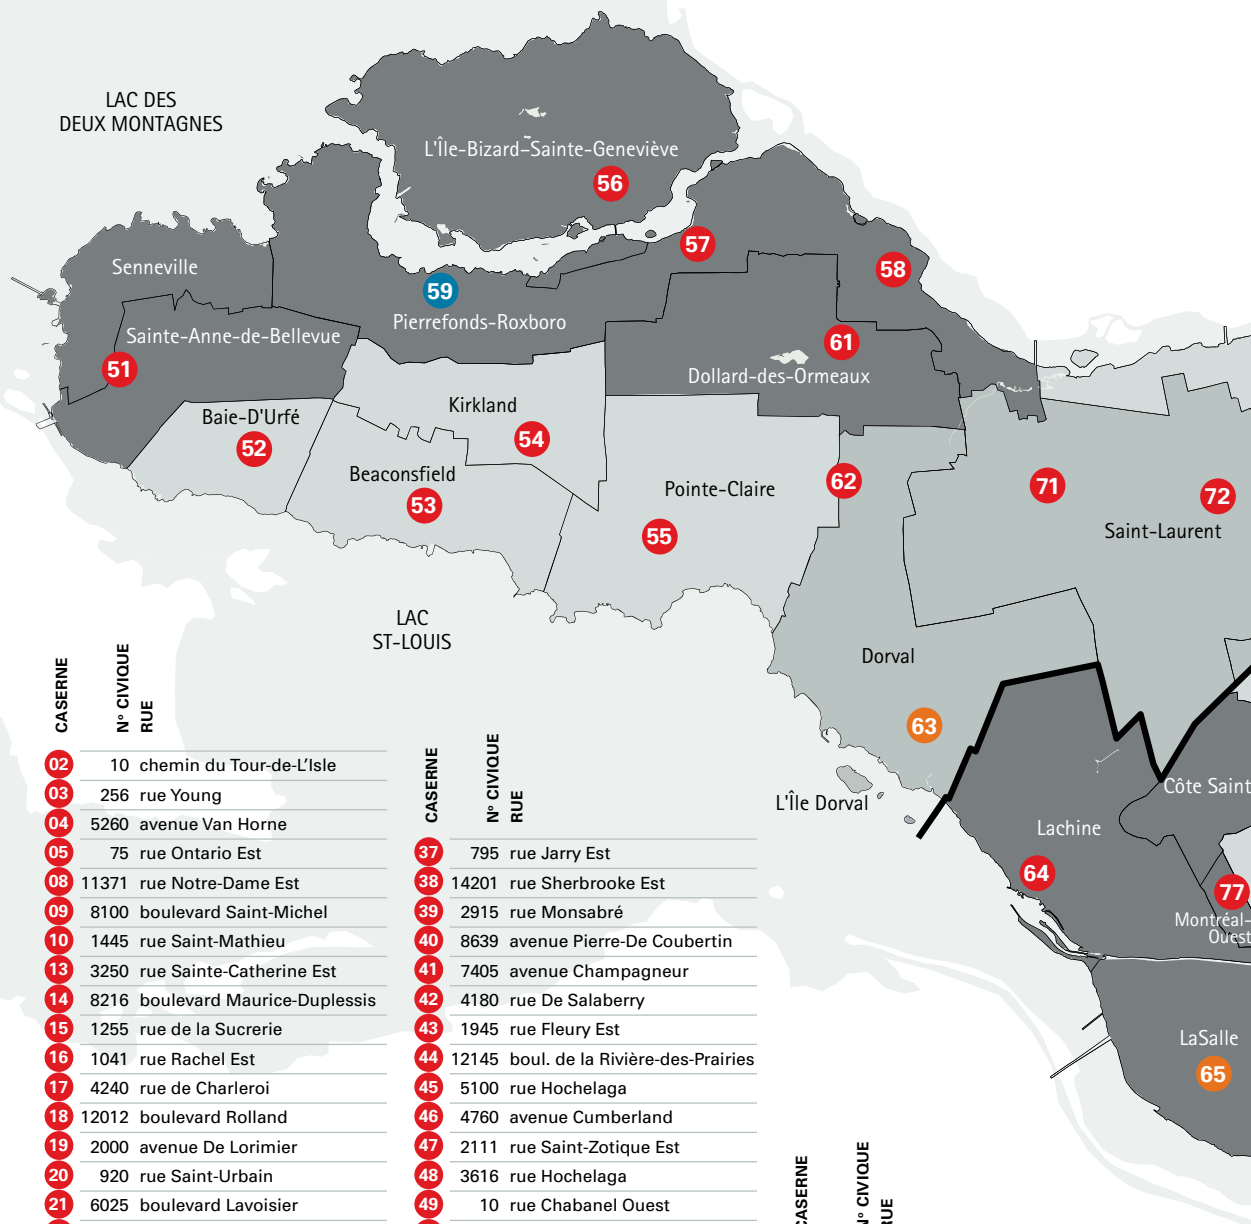 LAC DES
DEUX MONTAGNES
L'Île-Bizard-Sainte-Geneviève
56
57
58
Senneville
59
Pierrefonds-Roxboro
Sainte-Anne-de-Bellevue
51
61
Dollard-des-Ormeaux
Baie-D'Urfé
52
Kirkland
54
Beaconsfield
53
Pointe-Claire
55
62
71
72
Saint-Laurent
LAC
ST-LOUIS
Dorval
63
L'Île Dorval
Côte Saint
Lachine
64
77
Montréal-
Ouest
LaSalle
65
CASERNE N° CIVIQUE RUE
02 10 chemin du Tour-de-L'Isle
03 256 rue Young
04 5260 avenue Van Horne
05 75 rue Ontario Est
08 11371 rue Notre-Dame Est
09 8100 boulevard Saint-Michel
10 1445 rue Saint-Mathieu
13 3250 rue Sainte-Catherine Est
14 8216 boulevard Maurice-Duplessis
15 1255 rue de la Sucrerie
16 1041 rue Rachel Est
17 4240 rue de Charleroi
18 12012 boulevard Rolland
19 2000 avenue De Lorimier
20 920 rue Saint-Urbain
21 6025 boulevard Lavoisier
CASERNE N° CIVIQUE RUE
37 795 rue Jarry Est
38 14201 rue Sherbrooke Est
39 2915 rue Monsabré
40 8639 avenue Pierre-De Coubertin
41 7405 avenue Champagneur
42 4180 rue De Salaberry
43 1945 rue Fleury Est
44 12145 boul. de la Rivière-des-Prairies
45 5100 rue Hochelaga
46 4760 avenue Cumberland
47 2111 rue Saint-Zotique Est
48 3616 rue Hochelaga
49 10 rue Chabanel Ouest
CASERNE N° CIVIQUE RUE